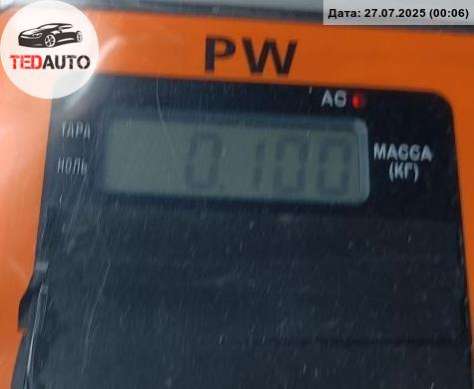 Дата: 27.07.2025 (00:06)
TEDAUTO
PW
AC
ТАРА
НОЛЬ
0.100
МАССА
(КГ)